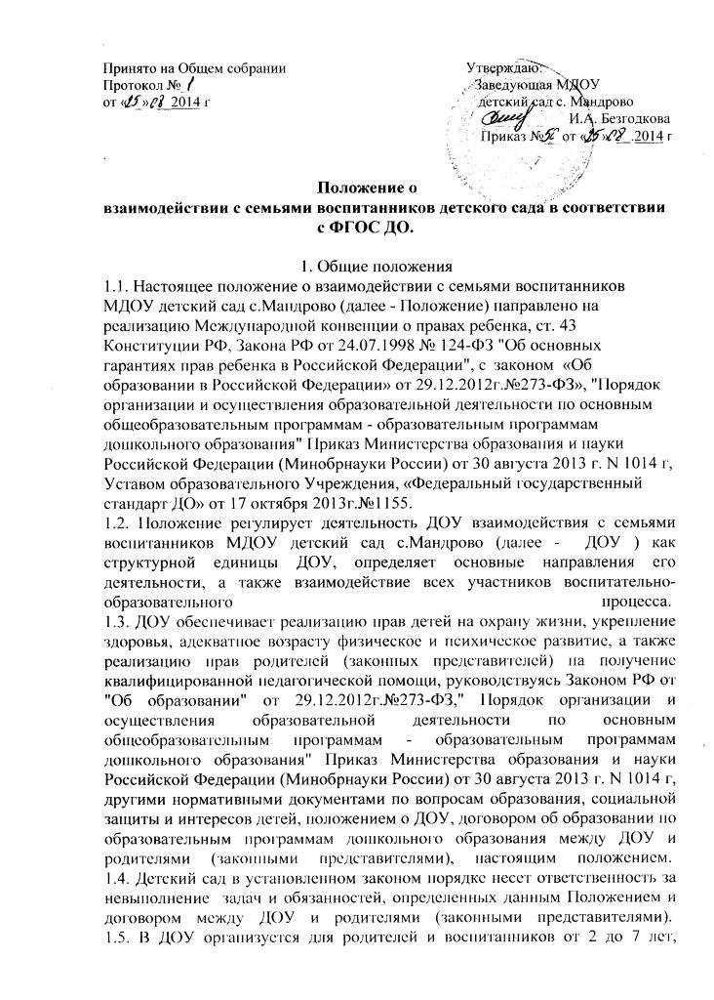 Принято на Общем собрании
Протокол № 1
от «25»08 2014 г
Утверждаю:
Заведующая МДОУ
детский сад с. Мандрово
И.А. Безгодкова
Приказ № от «25»08 .2014 г
Положение о
взаимодействии с семьями воспитанников детского сада в соответствии
с ФГОС ДО.
1. Общие положения
1.1. Настоящее положение о взаимодействии с семьями воспитанников
МДОУ детский сад с.Мандрово (далее - Положение) направлено на
реализацию Международной конвенции о правах ребенка, ст. 43
Конституции РФ, Закона РФ от 24.07.1998 № 124-ФЗ "Об основных
гарантиях прав ребенка в Российской Федерации", с законом «Об
образовании в Российской Федерации» от 29.12.2012г.№273-ФЗ», "Порядок
организации и осуществления образовательной деятельности по основным
общеобразовательным программам - образовательным программам
дошкольного образования" Приказ Министерства образования и науки
Российской Федерации (Минобрнауки России) от 30 августа 2013 г. N 1014 г,
Уставом образовательного Учреждения, «Федеральный государственный
стандарт ДО» от 17 октября 2013г.№1155.
1.2. Положение регулирует деятельность ДОУ взаимодействия с семьями
воспитанников МДОУ детский сад с.Мандрово (далее - ДОУ ) как
структурной единицы ДОУ, определяет основные направления его
деятельности, а также взаимодействие всех участников воспитательно-
образовательного процесса.
1.3. ДОУ обеспечивает реализацию прав детей на охрану жизни, укрепление
здоровья, адекватное возрасту физическое и психическое развитие, а также
реализацию прав родителей (законных представителей) на получение
квалифицированной педагогической помощи, руководствуясь Законом РФ от
"Об образовании" от 29.12.2012г.№273-ФЗ," Порядок организации и
осуществления образовательной деятельности по основным
общеобразовательным программам - образовательным программам
дошкольного образования" Приказ Министерства образования и науки
Российской Федерации (Минобрнауки России) от 30 августа 2013 г. N 1014 г,
другими нормативными документами по вопросам образования, социальной
защиты и интересов детей, положением о ДОУ, договором об образовании по
образовательным программам дошкольного образования между ДОУ и
родителями (законными представителями), настоящим положением.
1.4. Детский сад в установленном законом порядке несет ответственность за
невыполнение задач и обязанностей, определенных данным Положением и
договором между ДОУ и родителями (законными представителями).
1.5. В ДОУ организуется для родителей и воспитанников от 2 до 7 лет,